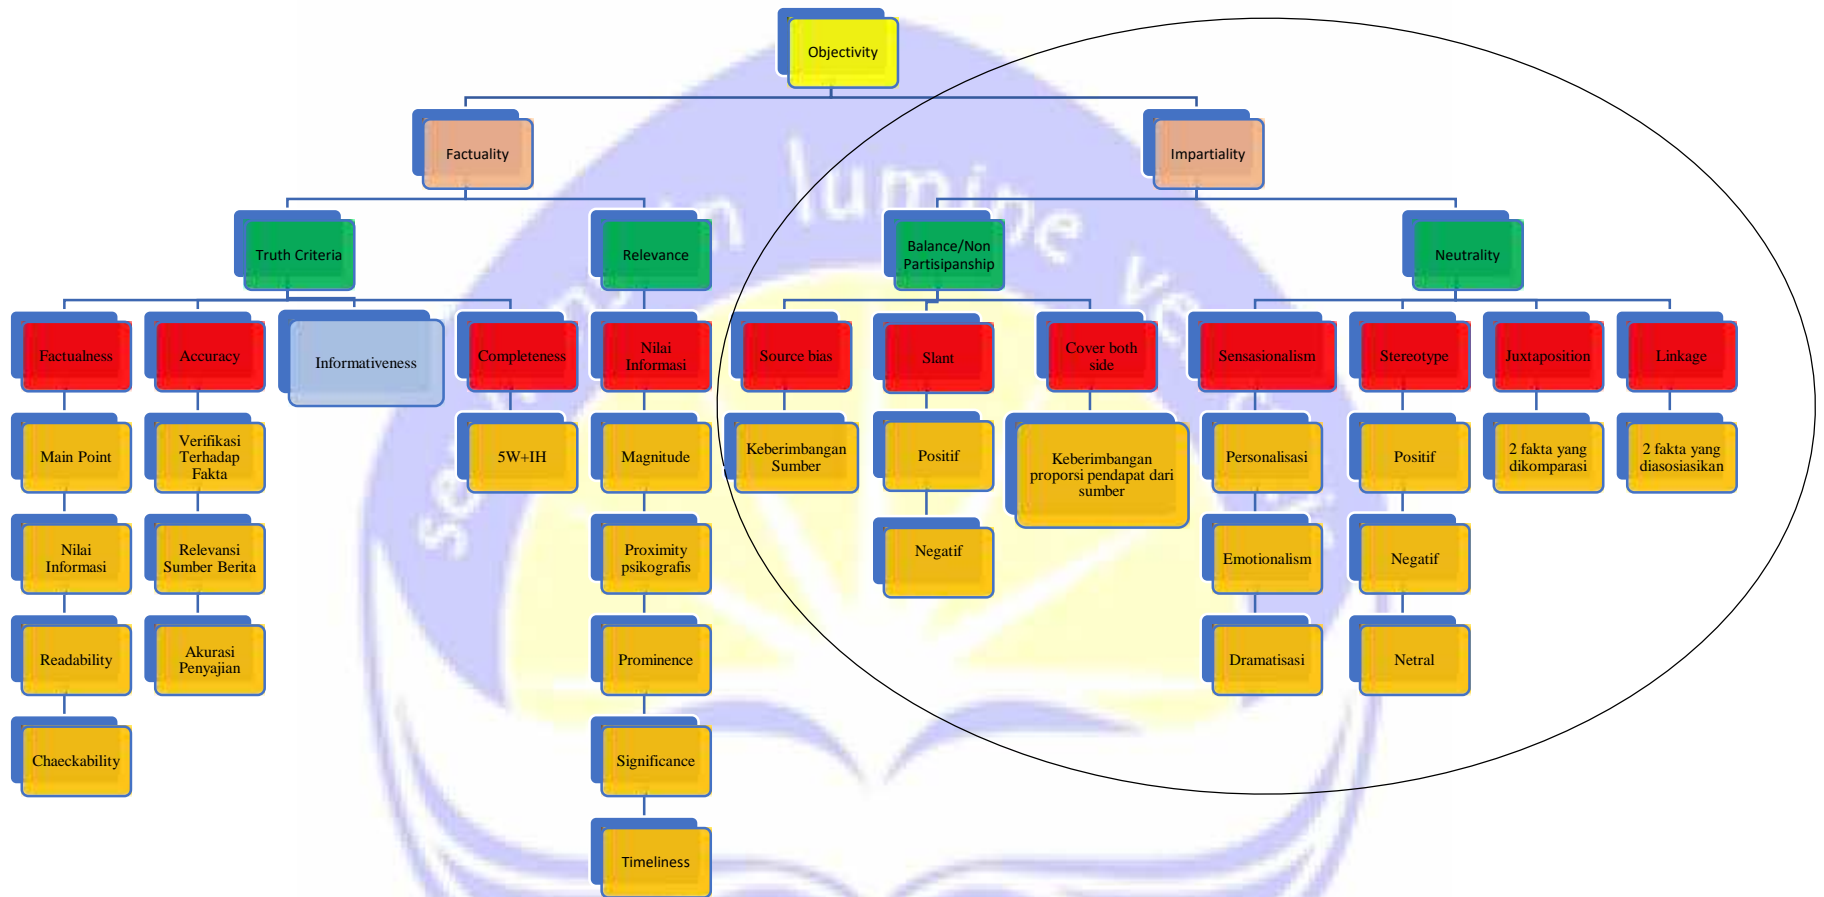 Objectivity
Factuality
Impartiality
Truth Criteria
Relevance
Balance/Non
Partisipanship
Neutrality
Factualness
Accuracy
Informativeness
Completeness
Nilai
Informasi
Source bias
Slant
Cover both
side
Sensasionalism
Stereotype
Juxtaposition
Linkage
Main Point
Verifikasi
Terhadap
Fakta
5W+IH
Magnitude
Keberimbangan
Sumber
Positif
Keberimbangan
proporsi pendapat dari
sumber
Personalisasi
Positif
2 fakta yang
dikomparasi
2 fakta yang
diasosiasikan
Nilai
Informasi
Relevansi
Sumber Berita
Proximity
psikografis
Negatif
Emotionalism
Negatif
Readability
Akurasi
Penyajian
Prominence
Dramatisasi
Netral
Chaeckability
Significance
Timeliness
lumine